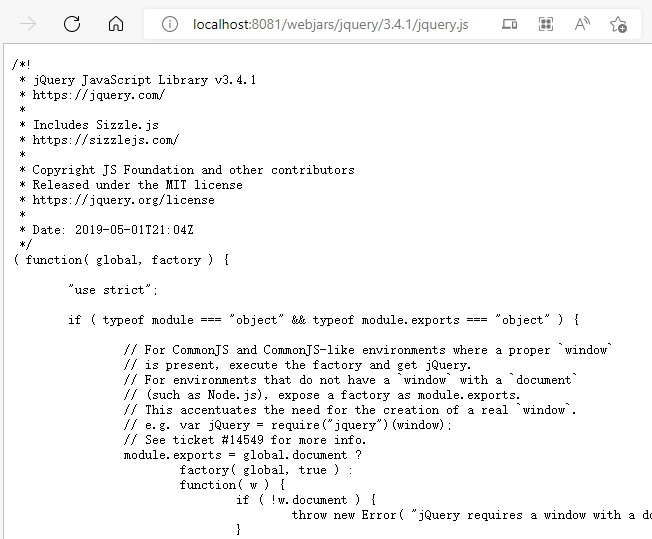 localhost:8081/webjars/jquery/3.4.1/jquery.js
/*!
 * jQuery JavaScript Library v3.4.1
 * https://jquery.com/
 *
 * Includes Sizzle.js
 * https://sizzlejs.com/
 *
 * Copyright JS Foundation and other contributors
 * Released under the MIT license
 * https://jquery.org/license
 *
 * Date: 2019-05-01T21:04Z
 */
( function( global, factory ) {
	"use strict";
	if ( typeof module === "object" && typeof module.exports === "object" ) {
		// For CommonJS and CommonJS-like environments where a proper `window`
		// is present, execute the factory and get jQuery.
		// For environments that do not have a `window` with a `document`
		// (such as Node.js), expose a factory as module.exports.
		// This accentuates the need for the creation of a real `window`.
		// e.g. var jQuery = require("jquery")(window);
		// See ticket #14549 for more info.
		module.exports = global.document ?
			factory( global, true ) :
			function( w ) {
				if ( !w.document ) {
					throw new Error( "jQuery requires a window with a
				}